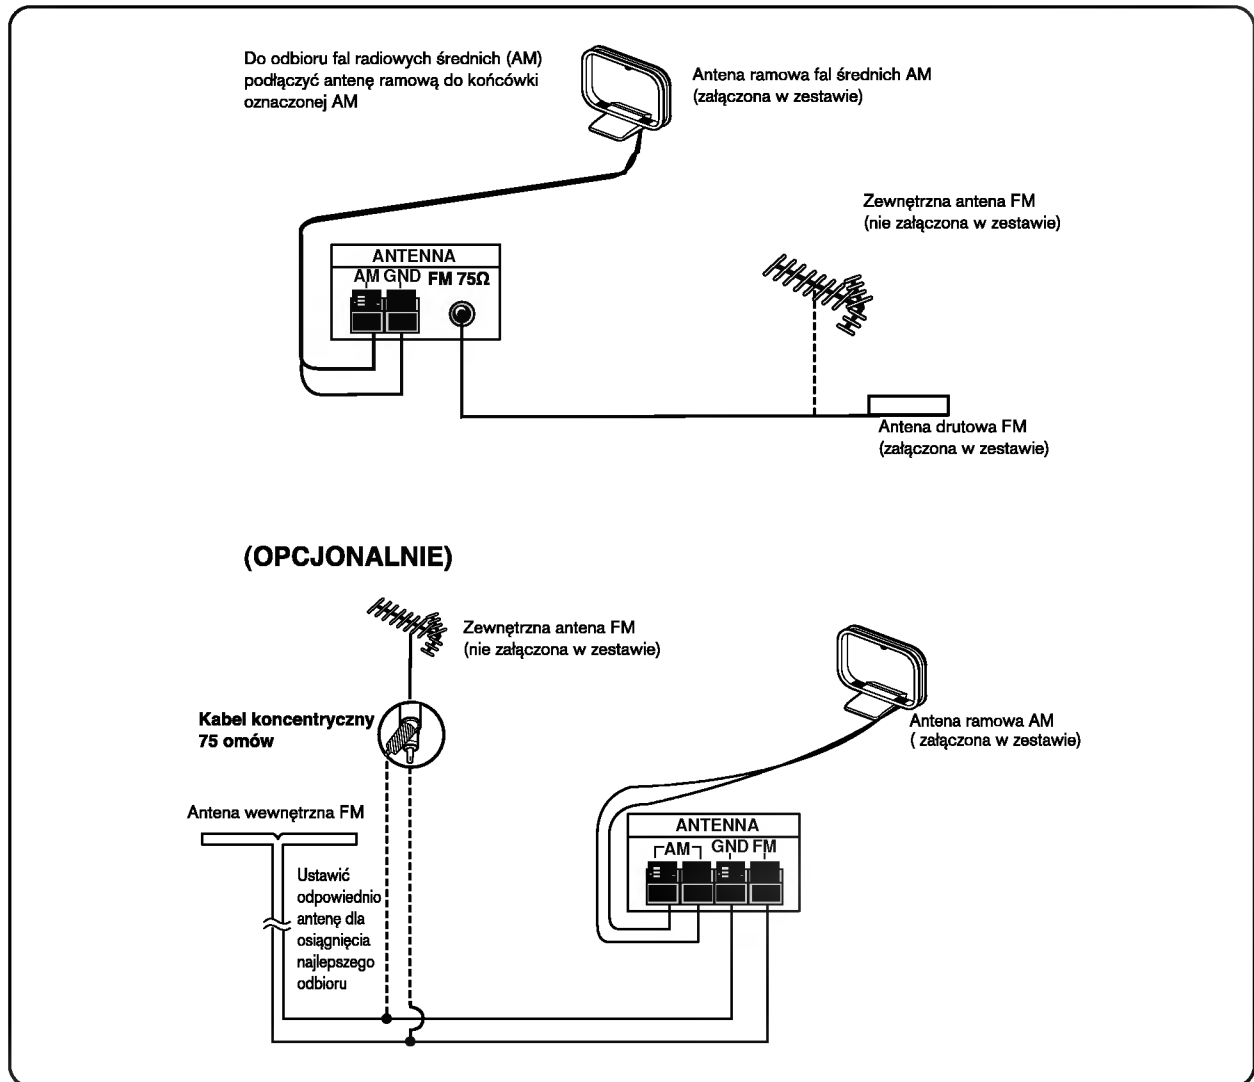 Do odbioru fal radiowych średnich (AM)
podłączyć antenę ramową do końcówki
oznaczonej AM
Antena ramowa fal średnich AM
(załączona w zestawie)
Zewnętrzna antena FM
(nie załączona w zestawie)
ANTENNA
AM GND FM 75Ω
Antena drutowa FM
(załączona w zestawie)
(OPCJONALNIE)
Zewnętrzna antena FM
(nie załączona w zestawie)
Kabel koncentryczny
75 omów
Antena ramowa AM
( załączona w zestawie)
Antena wewnętrzna FM
ANTENNA
AM GND FM
Ustawić
odpowiednio
antenę dla
osiągnięcia
najlepszego
odbioru